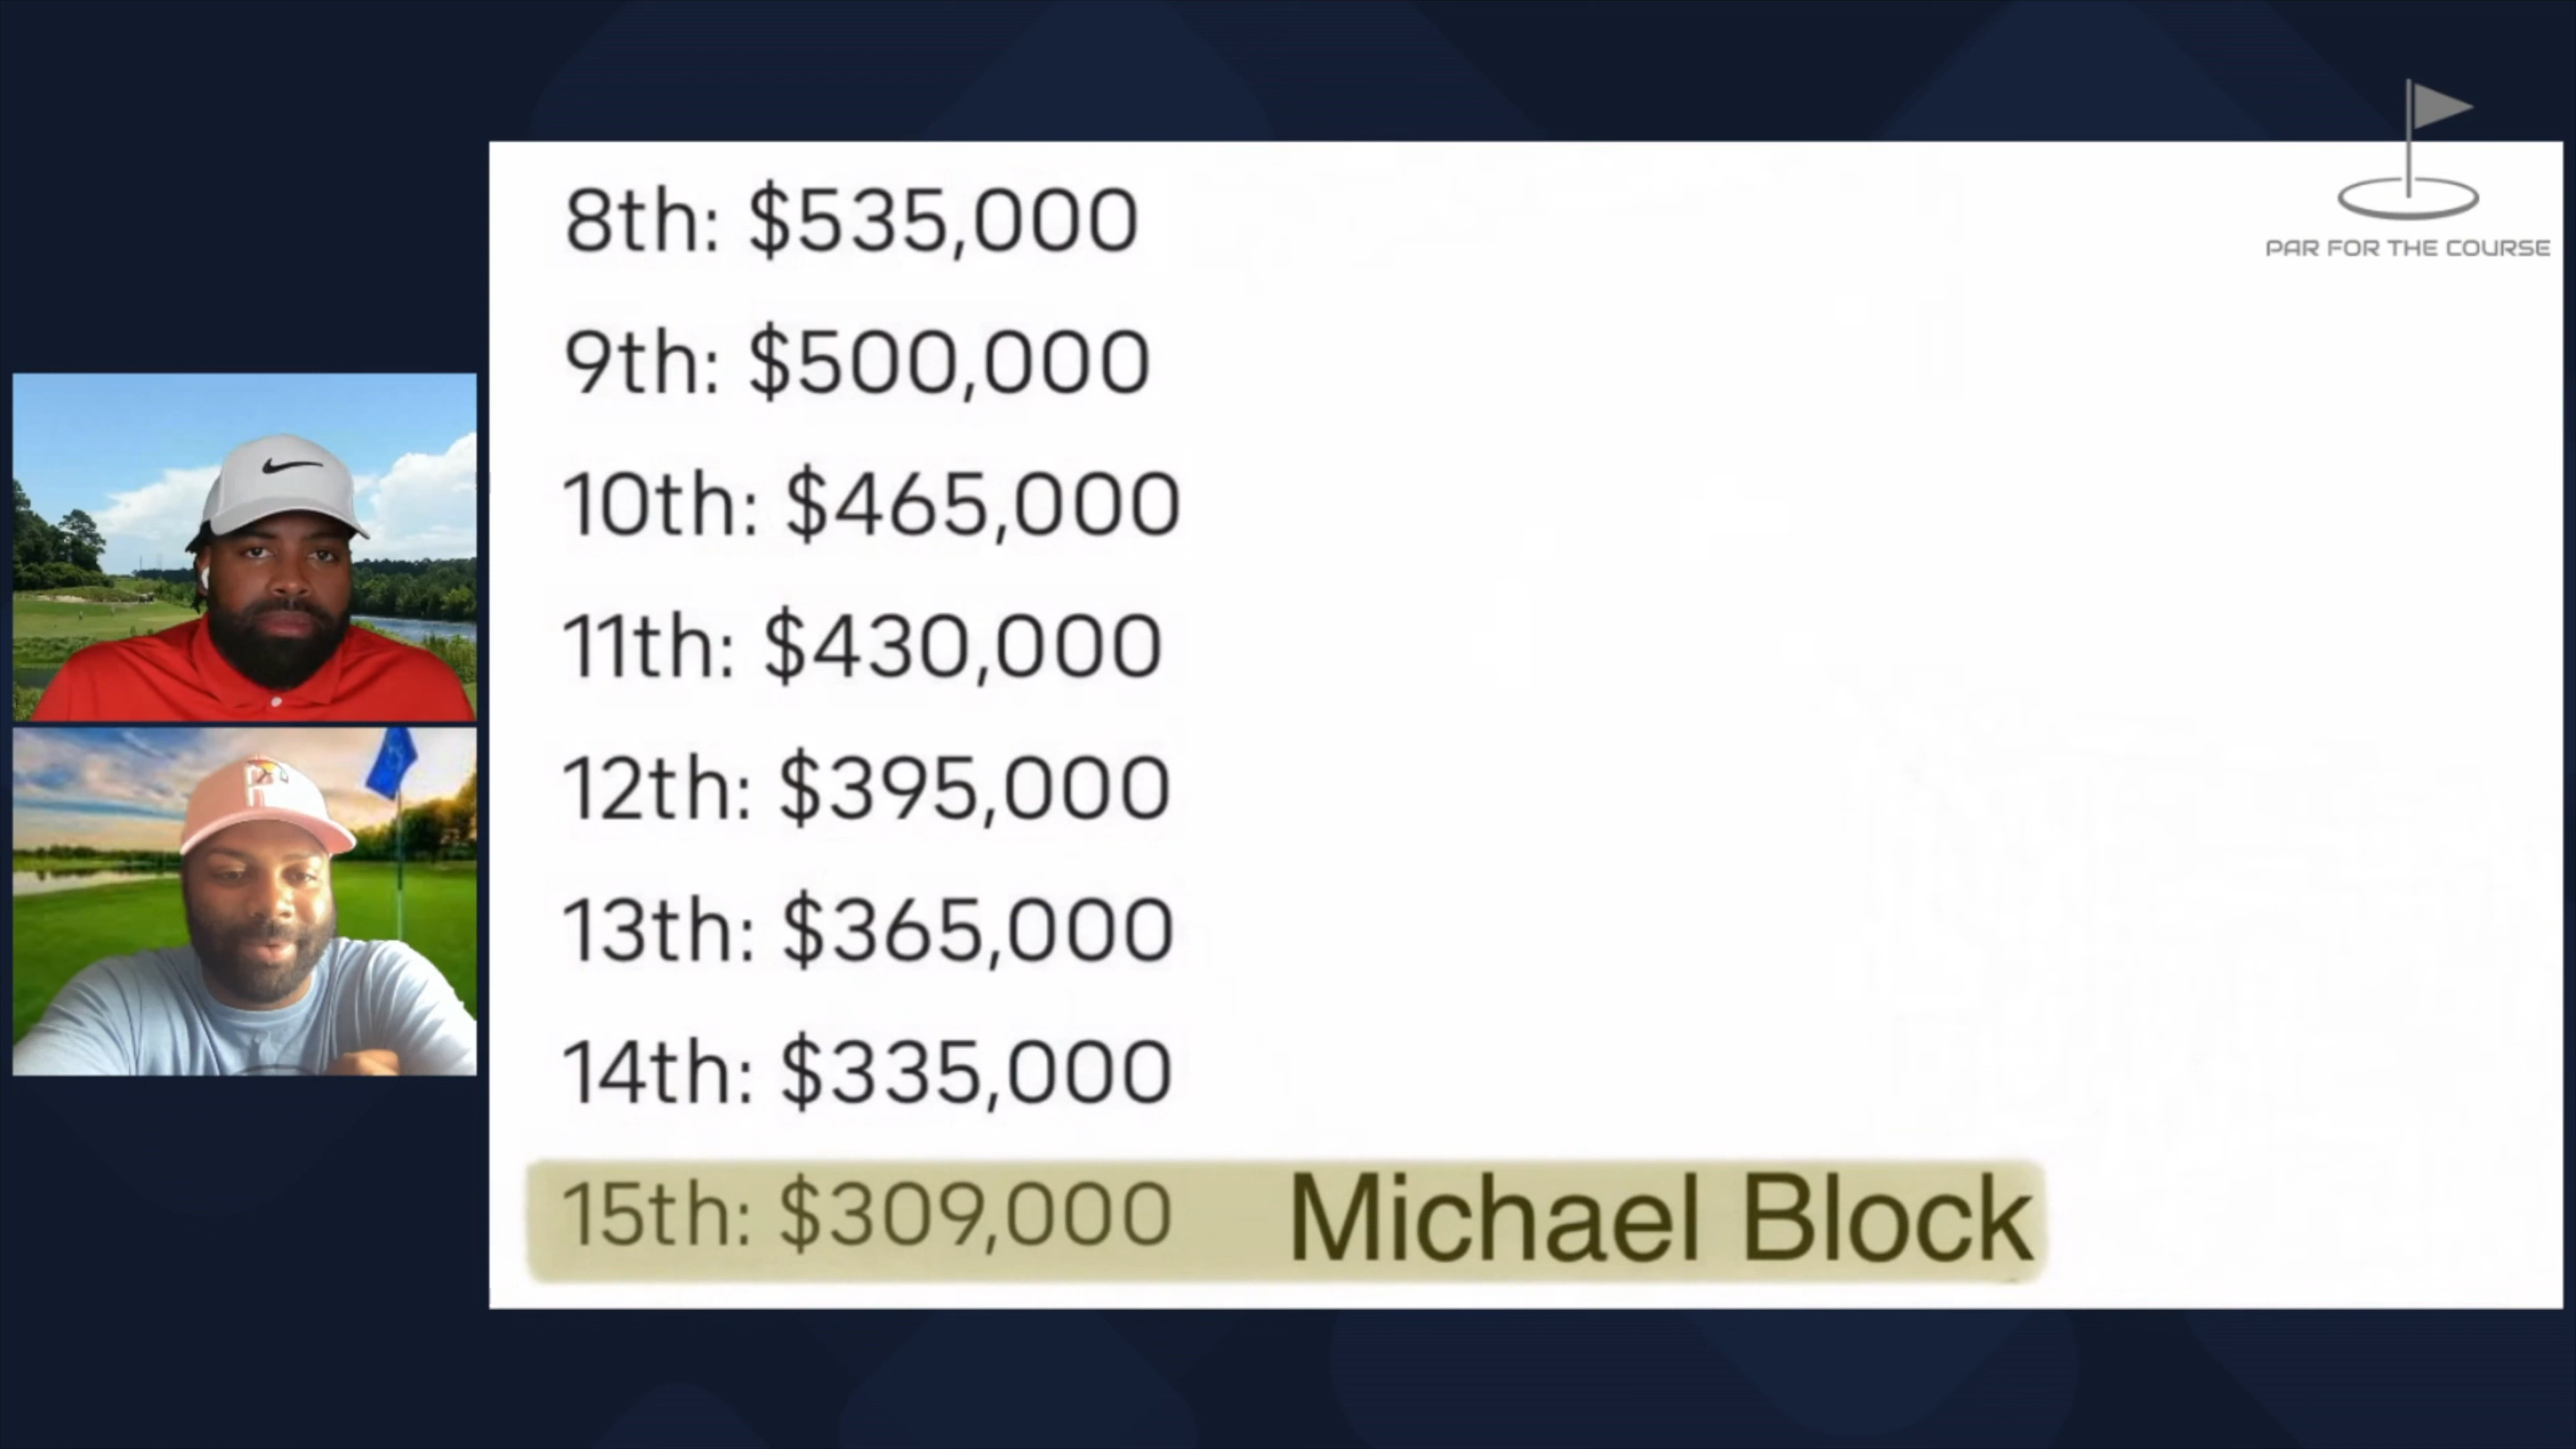 PAR FOR THE COURSE
8th: $535,000
9th: $500,000
10th: $465,000
11th: $430,000
12th: $395,000
13th: $365,000
14th: $335,000
15th: $309,000 Michael Block